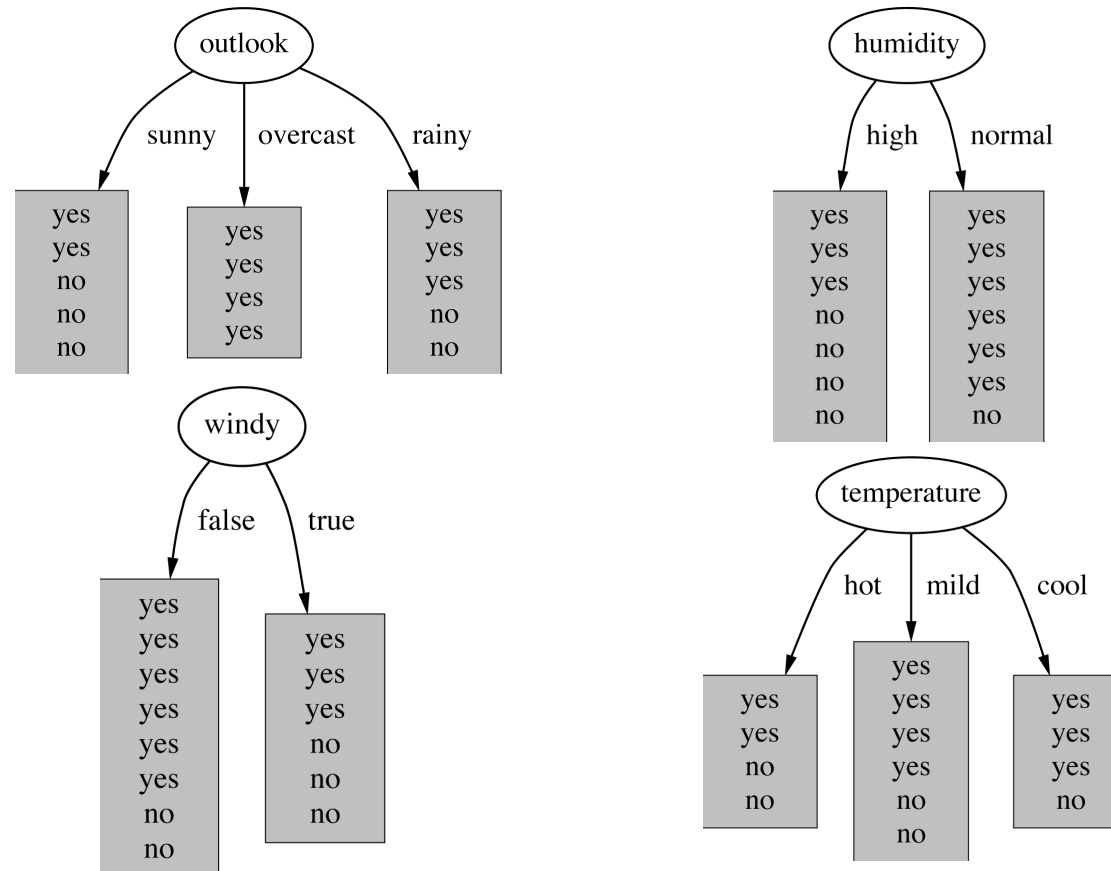 outlook
sunny overcast rainy
yes
yes
no
no
no
yes
yes
yes
yes
yes
yes
yes
no
no
humidity
high normal
yes
yes
yes
no
no
no
no
yes
yes
yes
yes
yes
yes
no
windy
false true
yes
yes
yes
yes
yes
yes
no
no
yes
yes
yes
no
no
no
temperature
hot mild cool
yes
yes
no
no
yes
yes
yes
yes
no
no
yes
yes
yes
no